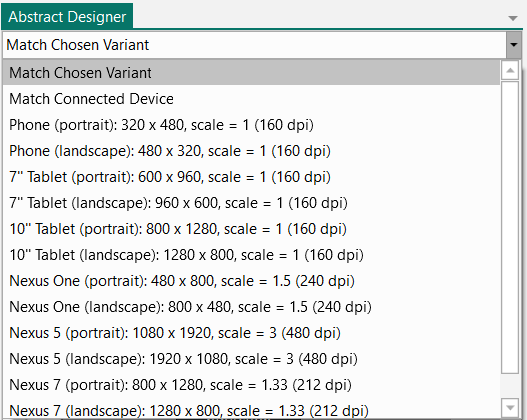 Abstract Designer
Match Chosen Variant
Match Chosen Variant
Match Connected Device
Phone (portrait): 320 x 480, scale = 1 (160 dpi)
Phone (landscape): 480 x 320, scale = 1 (160 dpi)
7'' Tablet (portrait): 600 x 960, scale = 1 (160 dpi)
7'' Tablet (landscape): 960 x 600, scale = 1 (160 dpi)
10'' Tablet (portrait): 800 x 1280, scale = 1 (160 dpi)
10'' Tablet (landscape): 1280 x 800, scale = 1 (160 dpi)
Nexus One (portrait): 480 x 800, scale = 1.5 (240 dpi)
Nexus One (landscape): 800 x 480, scale = 1.5 (240 dpi)
Nexus 5 (portrait): 1080 x 1920, scale = 3 (480 dpi)
Nexus 5 (landscape): 1920 x 1080, scale = 3 (480 dpi)
Nexus 7 (portrait): 800 x 1280, scale = 1.33 (212 dpi)
Nexus 7 (landscape): 1280 x 800, scale = 1.33 (212 dpi)